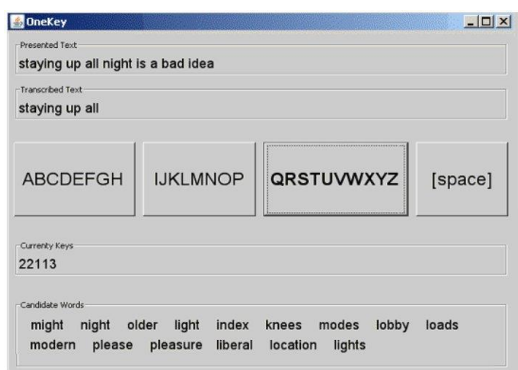 OneKey
Presented Text
staying up all night is a bad idea
Transcribed Text
staying up all
ABCDEFGH IJKLMNOP QRSTUVWXYZ [space]
Currenty Keys
22113
Candidate Words
might night older light index knees modes lobby loads
modern please pleasure liberal location lights